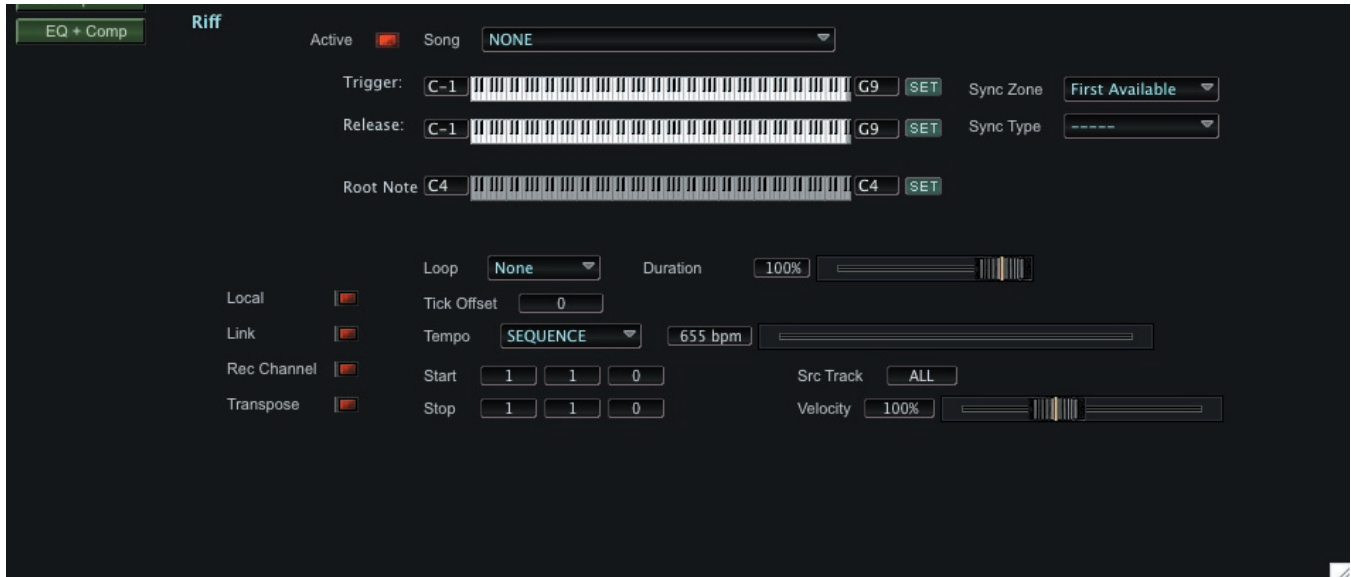 EQ + Comp
Riff
Active Song NONE
Trigger: C-1 G9 SET Sync Zone First Available
Release: C-1 G9 SET Sync Type -----
Root Note C4 C4 SET
Loop None Duration 100%
Local Tick Offset 0
Link Tempo SEQUENCE 655 bpm
Rec Channel Start 1 1 0 Src Track ALL
Transpose Stop 1 1 0 Velocity 100%